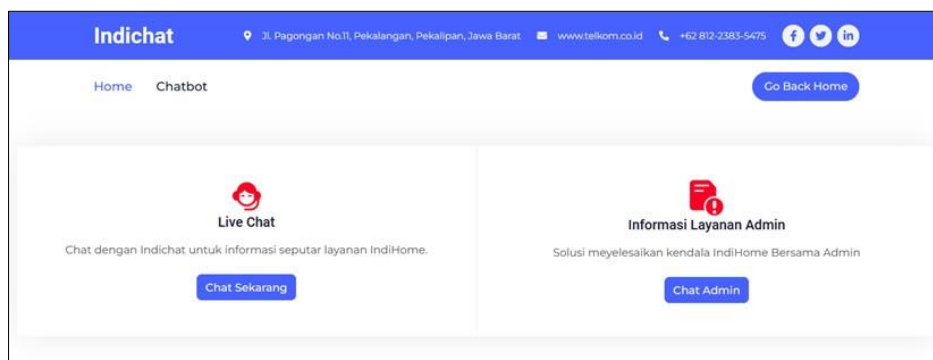 Indichat Jl. Pagongan No.11, Pekalangan, Pekalipan, Jawa Barat www.telkom.co.id +62 812-2383-5475
Home Chatbot Go Back Home
Live Chat
Chat dengan Indichat untuk informasi seputar layanan IndiHome.
Chat Sekarang
Informasi Layanan Admin
Solusi meyelesaikan kendala IndiHome Bersama Admin
Chat Admin